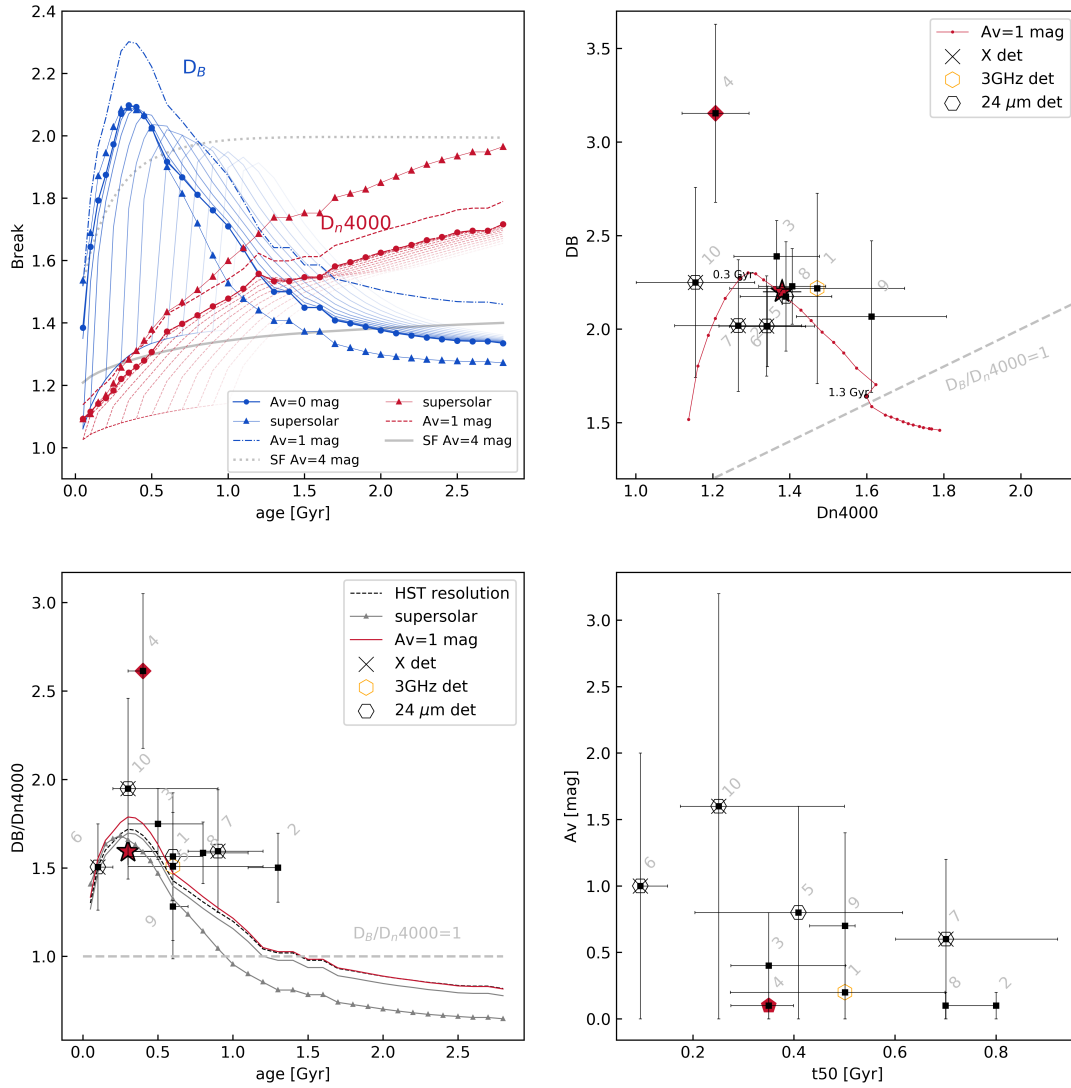 2.4
2.2
2.0
1.8
1.6
1.4
1.2
1.0
Break
D_B
D_n4000
Av=0 mag
supersolar
Av=1 mag
SF Av=4 mag
supersolar
Av=1 mag
SF Av=4 mag
0.0 0.5 1.0 1.5 2.0 2.5
age [Gyr]
3.5
3.0
2.5
2.0
1.5
DB
Av=1 mag
X det
3GHz det
24 μm det
4
3
10
8
1
9
0.3 Gyr
7
6
5
1.3 Gyr
D_B/D_n4000=1
1.0 1.2 1.4 1.6 1.8 2.0
Dn4000
3.0
2.5
2.0
1.5
1.0
DB/Dn4000
HST resolution
supersolar
Av=1 mag
X det
3GHz det
24 μm det
4
10
3
6
1
8
7
2
9
D_B/D_n4000=1
0.0 0.5 1.0 1.5 2.0 2.5
age [Gyr]
3.0
2.5
2.0
1.5
1.0
0.5
0.0
Av [mag]
10
6
5
9
7
3
1
4
8
2
0.2 0.4 0.6 0.8
t50 [Gyr]